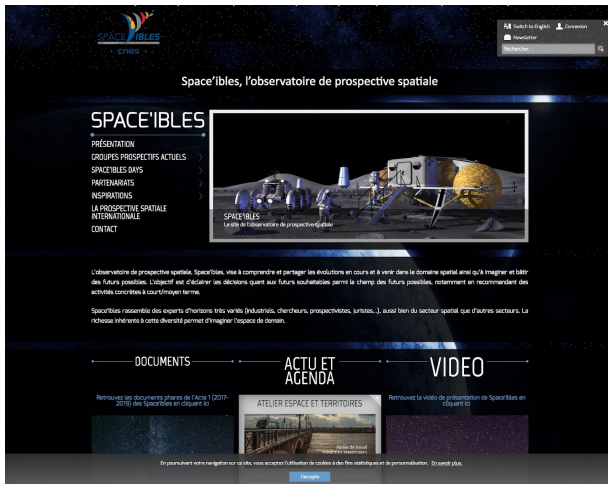 SPACE'IBLES
cnes
Switch to English
Connexion
Newsletter
Rechercher
Space'ibles, l'observatoire de prospective spatiale
SPACE'IBLES
PRÉSENTATION
GROUPES PROSPECTIFS ACTUELS
SPACE'IBLES DAYS
PARTENARIATS
INSPIRATIONS
LA PROSPECTIVE SPATIALE
INTERNATIONALE
CONTACT
SPACE'IBLES
Le site de l'observatoire de prospective spatiale
L'observatoire de prospective spatiale, Space'ibles, vise à comprendre et partager les évolutions en cours et à venir dans le domaine spatial ainsi qu'à imaginer et bâtir
des futurs possibles. L'objectif est d'éclairer les décisions quant aux futurs souhaitables parmi le champ des futurs possibles, notamment en recommandant des
activités concrètes à court/moyen terme.
Space'ibles rassemble des experts d'horizons très variés (industriels, chercheurs, prospectivistes, juristes...), aussi bien du secteur spatial que d'autres secteurs. La
richesse inhérente à cette diversité permet d'imaginer l'espace de demain.
DOCUMENTS
Retrouvez les documents phares de l'Acte 1 (2017-
2019) des Space'ibles en cliquant ici
ACTU ET
AGENDA
ATELIER ESPACE ET TERRITOIRES
Atelier de travail
ESPACE ET TERRITOIRES
VIDEO
Retrouvez la vidéo de présentation de Space'ibles en
cliquant ici
En poursuivant votre navigation sur ce site, vous acceptez l'utilisation de cookies à des fins statistiques et de personnalisation. En savoir plus.
J'accepte